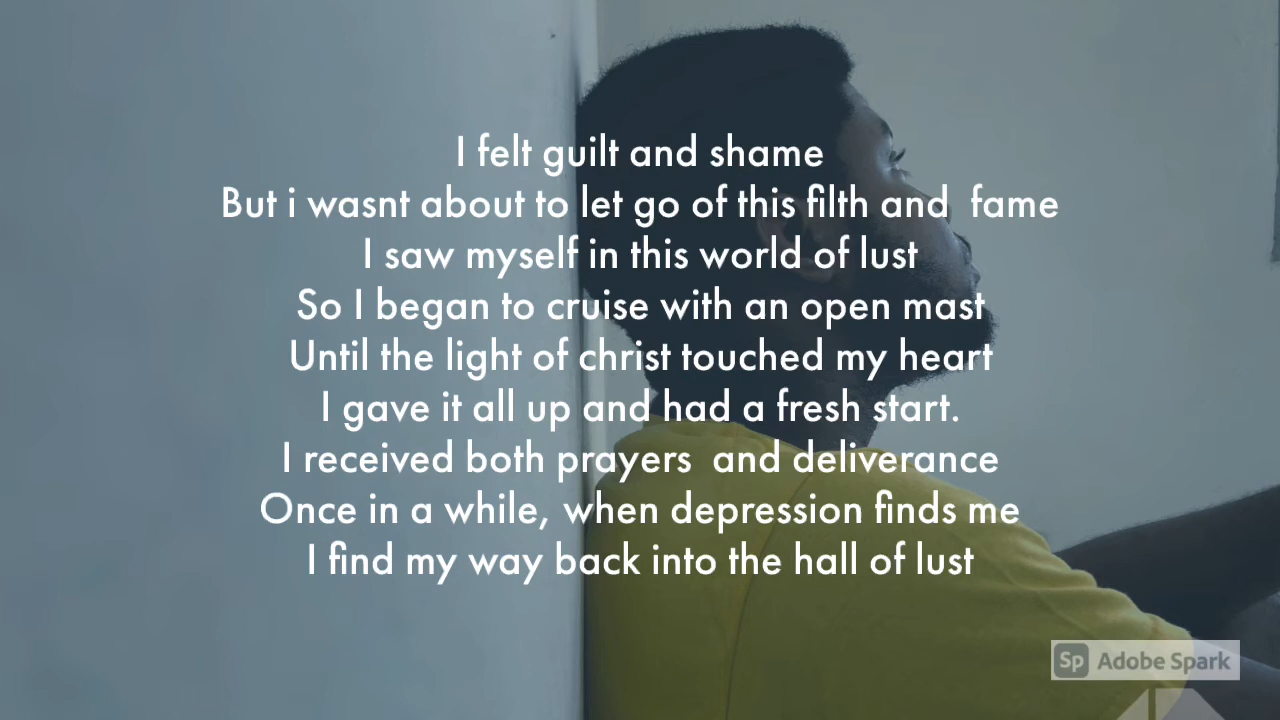 I felt guilt and shame
But i wasnt about to let go of this filth and  fame
I saw myself in this world of lust
So I began to cruise with an open mast
Until the light of christ touched my heart
I gave it all up and had a fresh start.
I received both prayers  and deliverance
Once in a while, when depression finds me
I find my way back into the hall of lust
Sp Adobe Spark